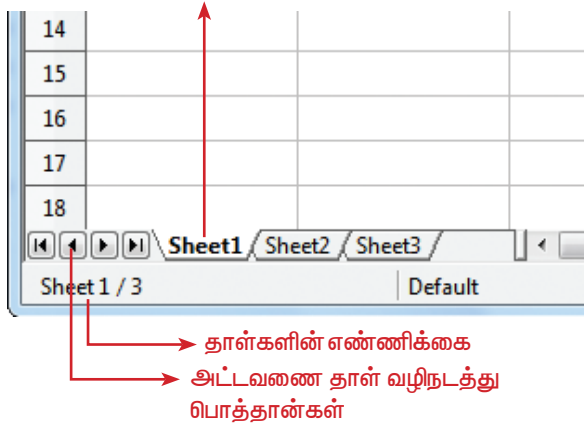 14
15
16
17
18
Sheet1 Sheet2 Sheet3
Sheet 1 / 3 Default
தாள்களின் எண்ணிக்கை
அட்டவணை தாள் வழிநடத்து
பொத்தான்கள்